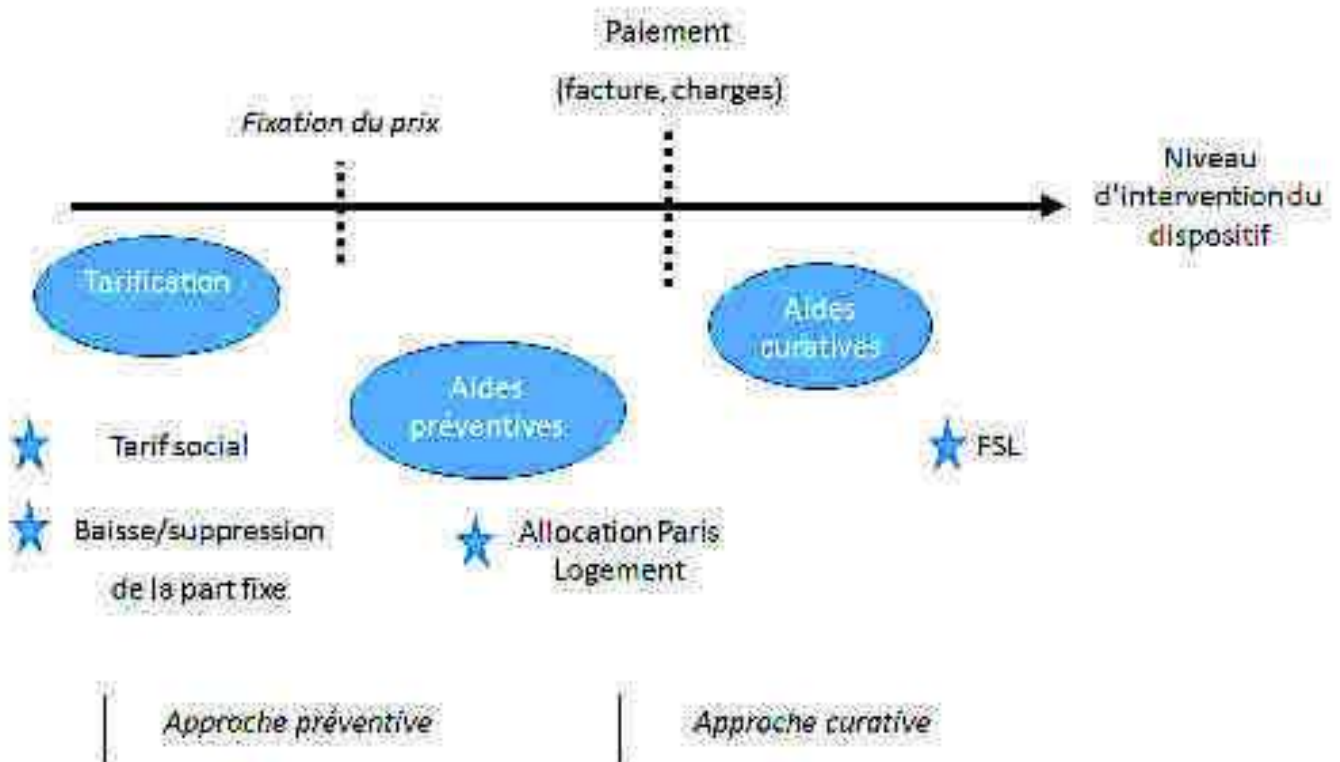 Paiement
(facture, charges)
Fixation du prix
Niveau
d'intervention du
dispositif
Tarification
Aides
curatives
Aides
préventives
Tarif social
FSL
Baisse/suppression
de la part fixe
Allocation Paris
Logement
Approche préventive
Approche curative